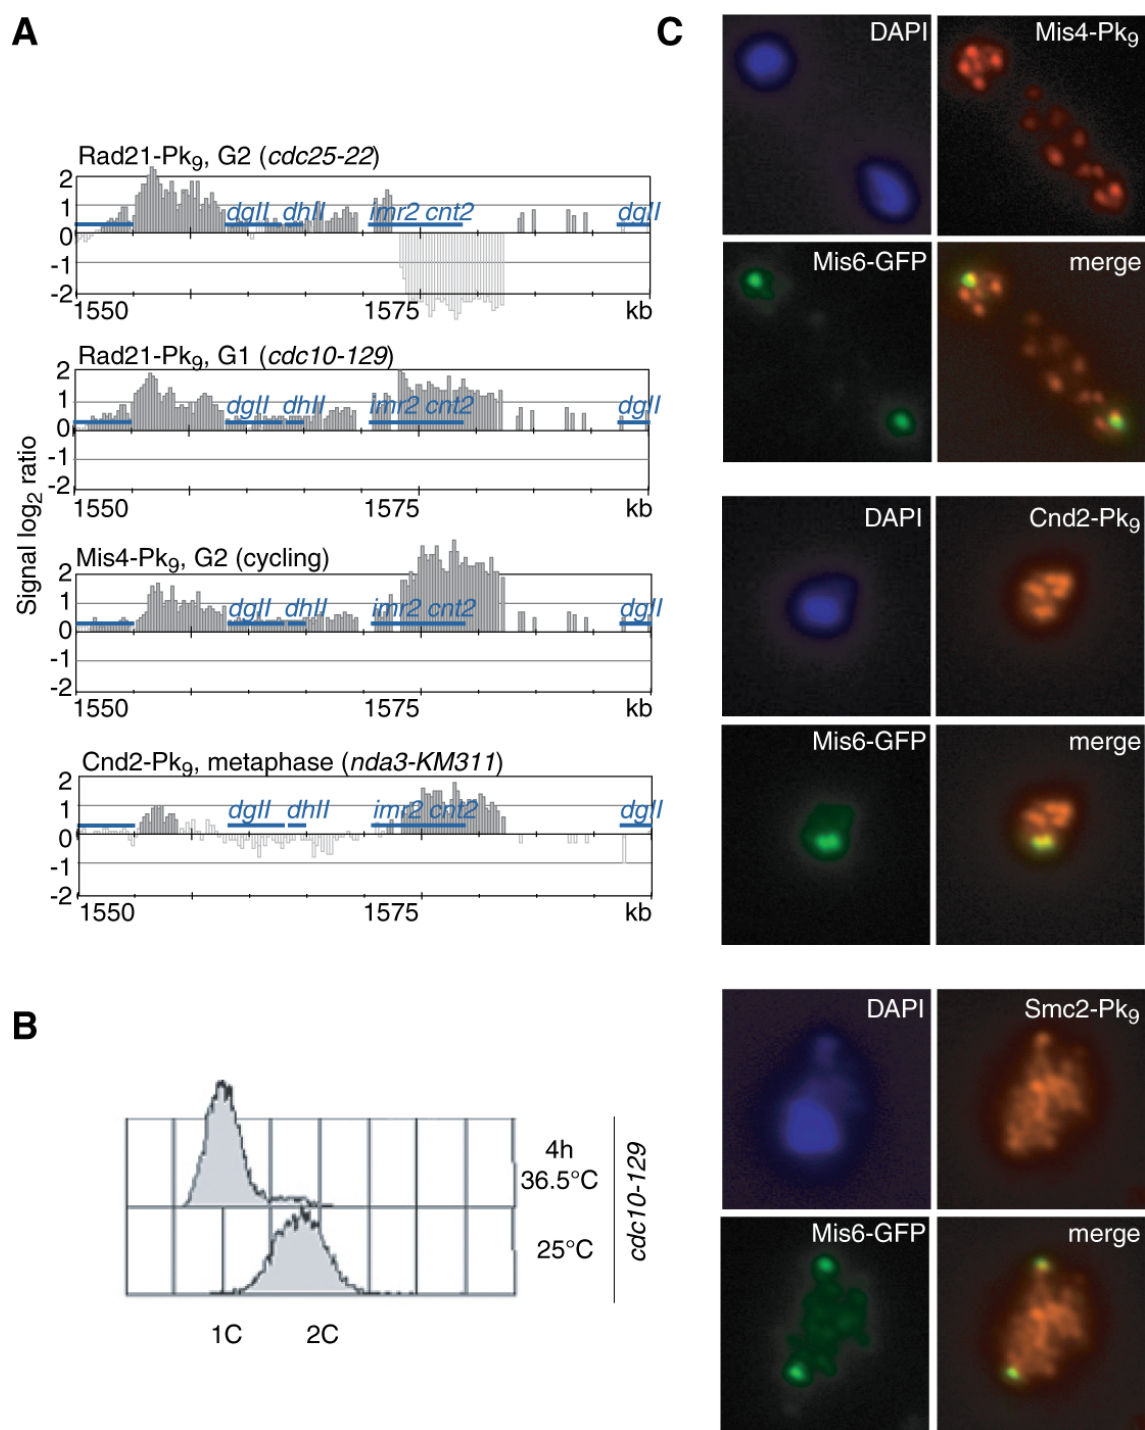 A
Rad21-Pk9, G2 (cdc25-22)
2
1
0
-1
-2
dgII dhII imr2 cnt2 dgII
1550 1575 kb
Rad21-Pk9, G1 (cdc10-129)
2
1
0
-1
-2
dgII dhII imr2 cnt2 dgII
1550 1575 kb
Signal log2 ratio
Mis4-Pk9, G2 (cycling)
2
1
0
-1
-2
dgII dhII imr2 cnt2 dgII
1550 1575 kb
Cnd2-Pk9, metaphase (nda3-KM311)
2
1
0
-1
-2
dgII dhII imr2 cnt2 dgII
1550 1575 kb
B
4h
36.5°C
25°C
cdc10-129
1C 2C
C
DAPI Mis4-Pk9
Mis6-GFP merge
DAPI Cnd2-Pk9
Mis6-GFP merge
DAPI Smc2-Pk9
Mis6-GFP merge